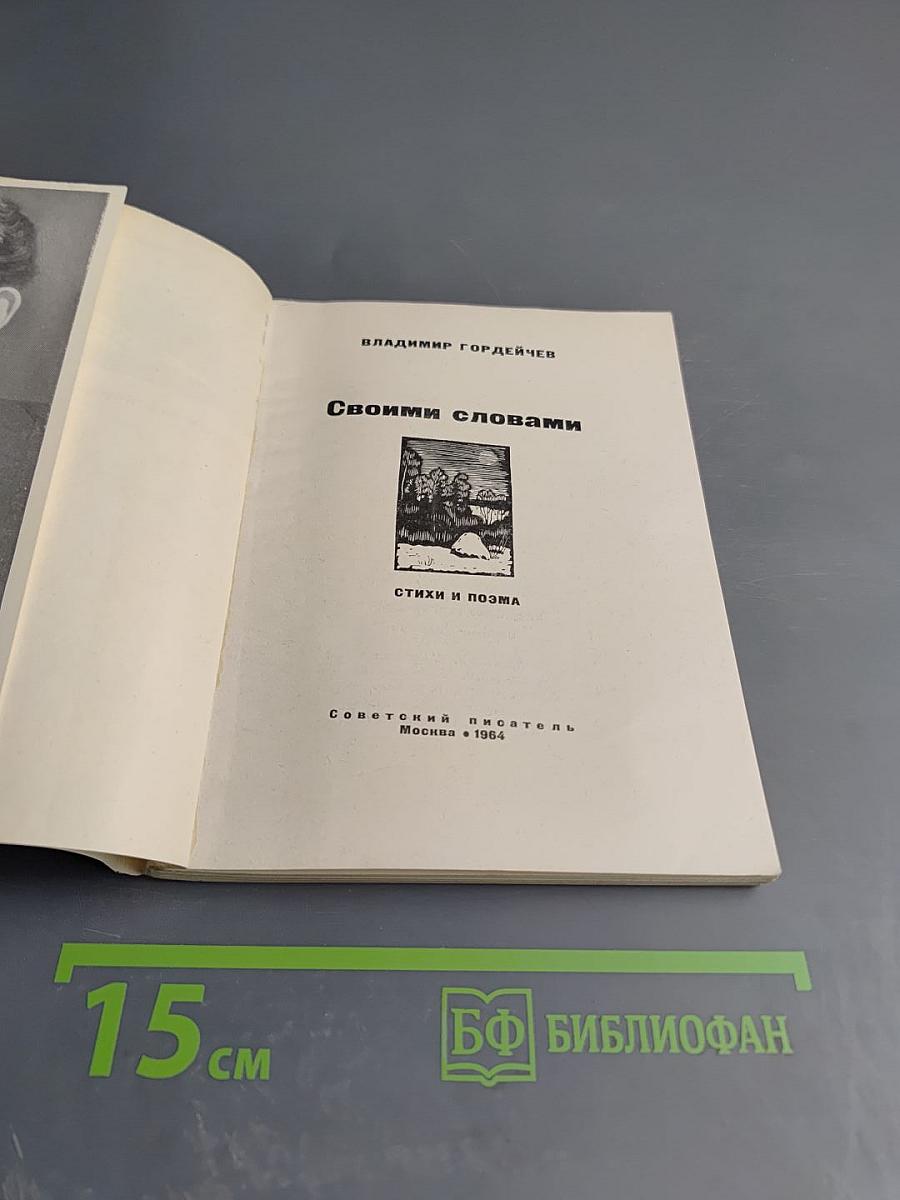 ВЛАДИМИР ГОРДЕЙЧЕВ
Своими словами
СТИХИ И ПОЭМА
Советский писатель
Москва • 1964
15 см
БФ БИБЛИОФАН